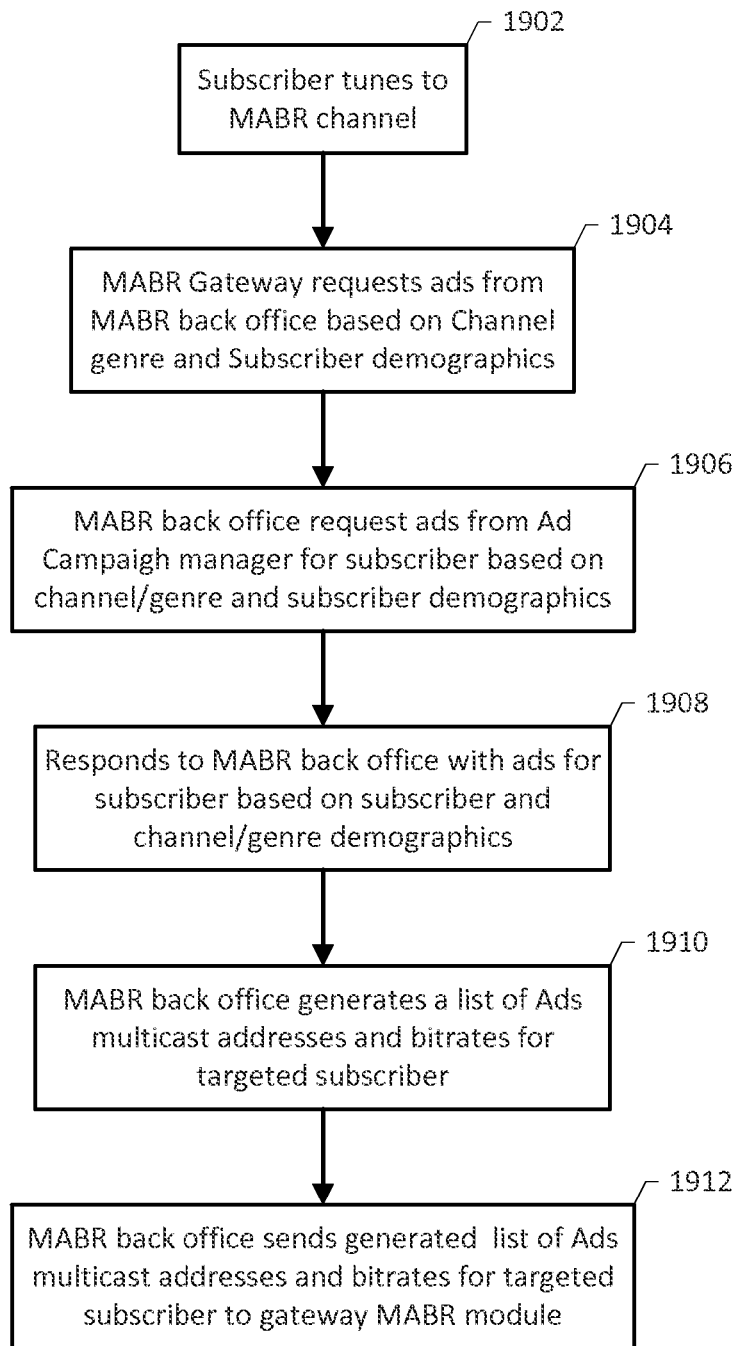 1902
Subscriber tunes to
MABR channel
1904
MABR Gateway requests ads from
MABR back office based on Channel
genre and Subscriber demographics
1906
MABR back office request ads from Ad
Campaigh manager for subscriber based on
channel/genre and subscriber demographics
1908
Responds to MABR back office with ads for
subscriber based on subscriber and
channel/genre demographics
1910
MABR back office generates a list of Ads
multicast addresses and bitrates for
targeted subscriber
1912
MABR back office sends generated list of Ads
multicast addresses and bitrates for targeted
subscriber to gateway MABR module